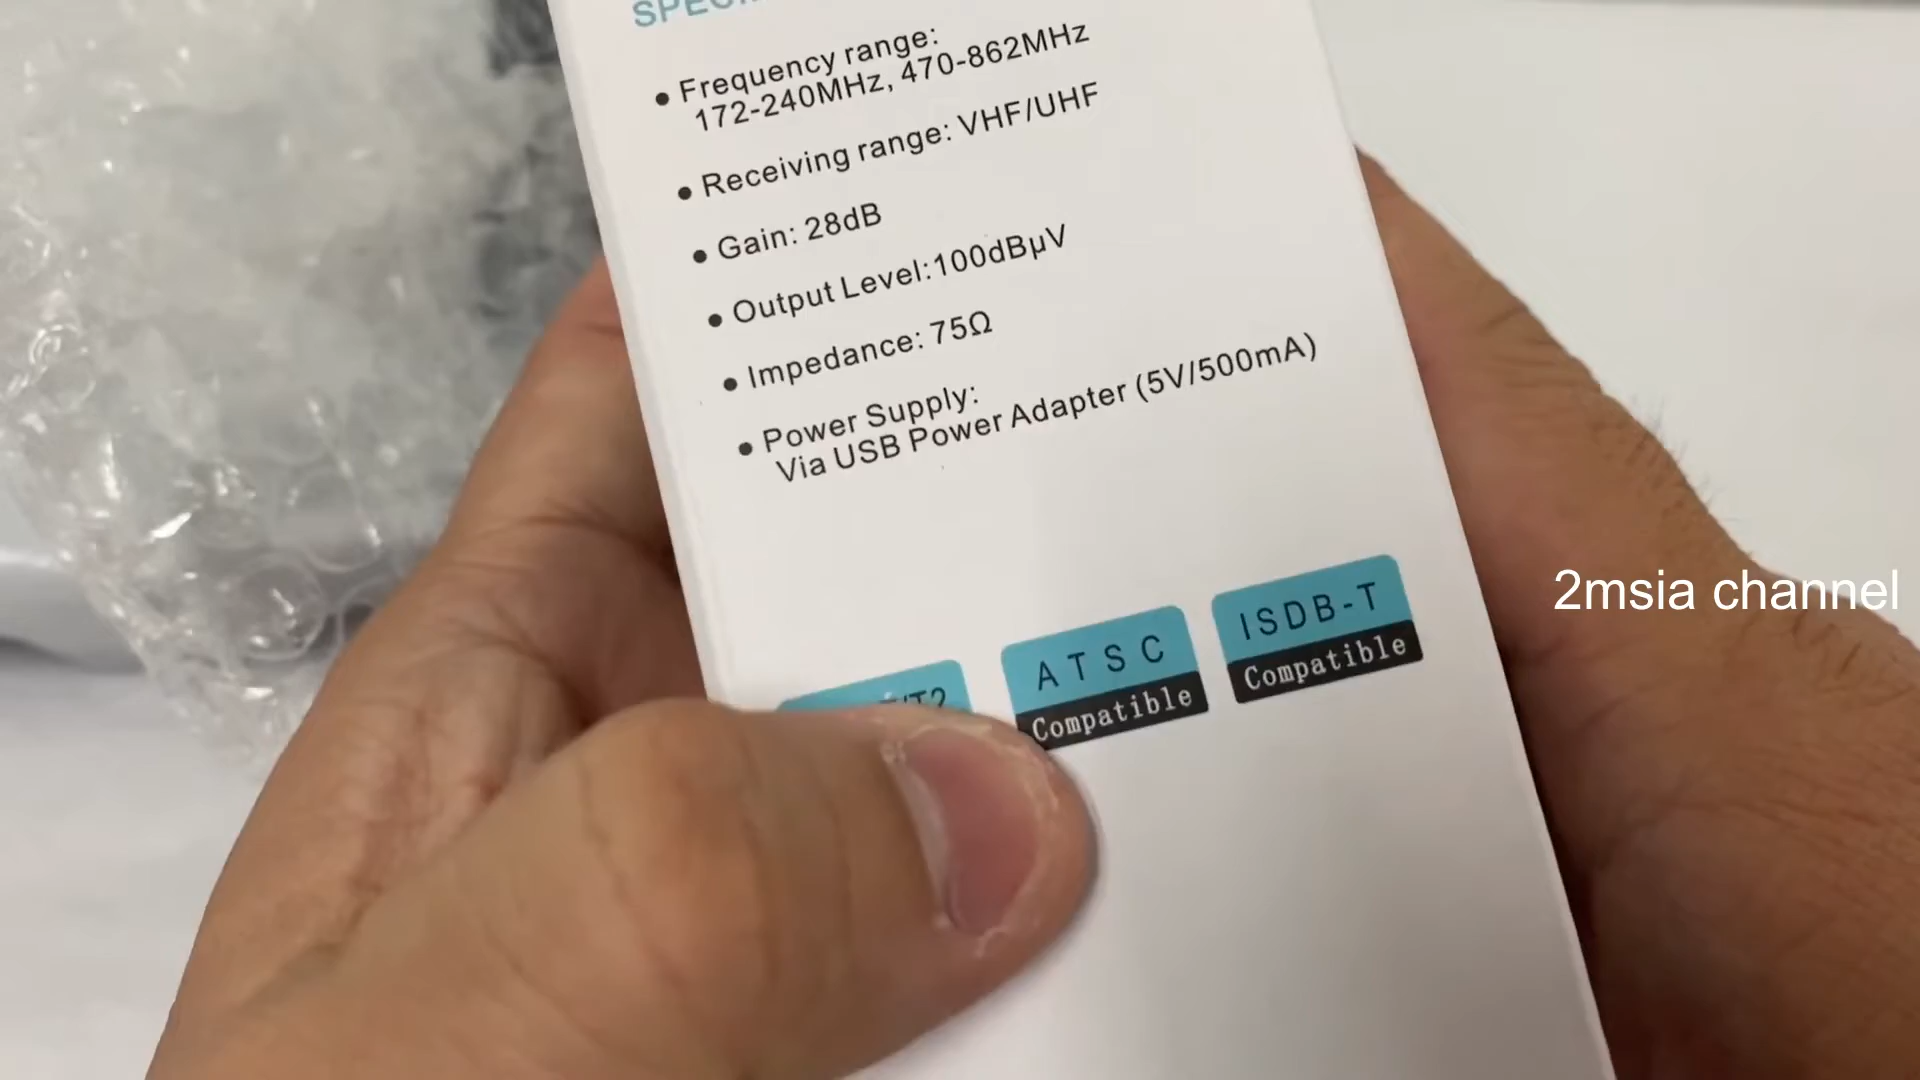 • Frequency range:
172-240MHz, 470-862MHz
• Receiving range: VHF/UHF
• Gain: 28dB
• Output Level:100dBµV
• Impedance: 75Ω
• Power Supply:
Via USB Power Adapter (5V/500mA)
ATSC
Compatible
ISDB-T
Compatible
2msia channel